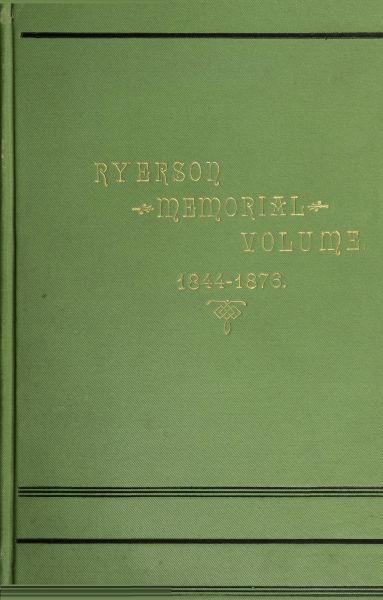 RYERSON
MEMORIAL
VOLUME.
1844-1876.